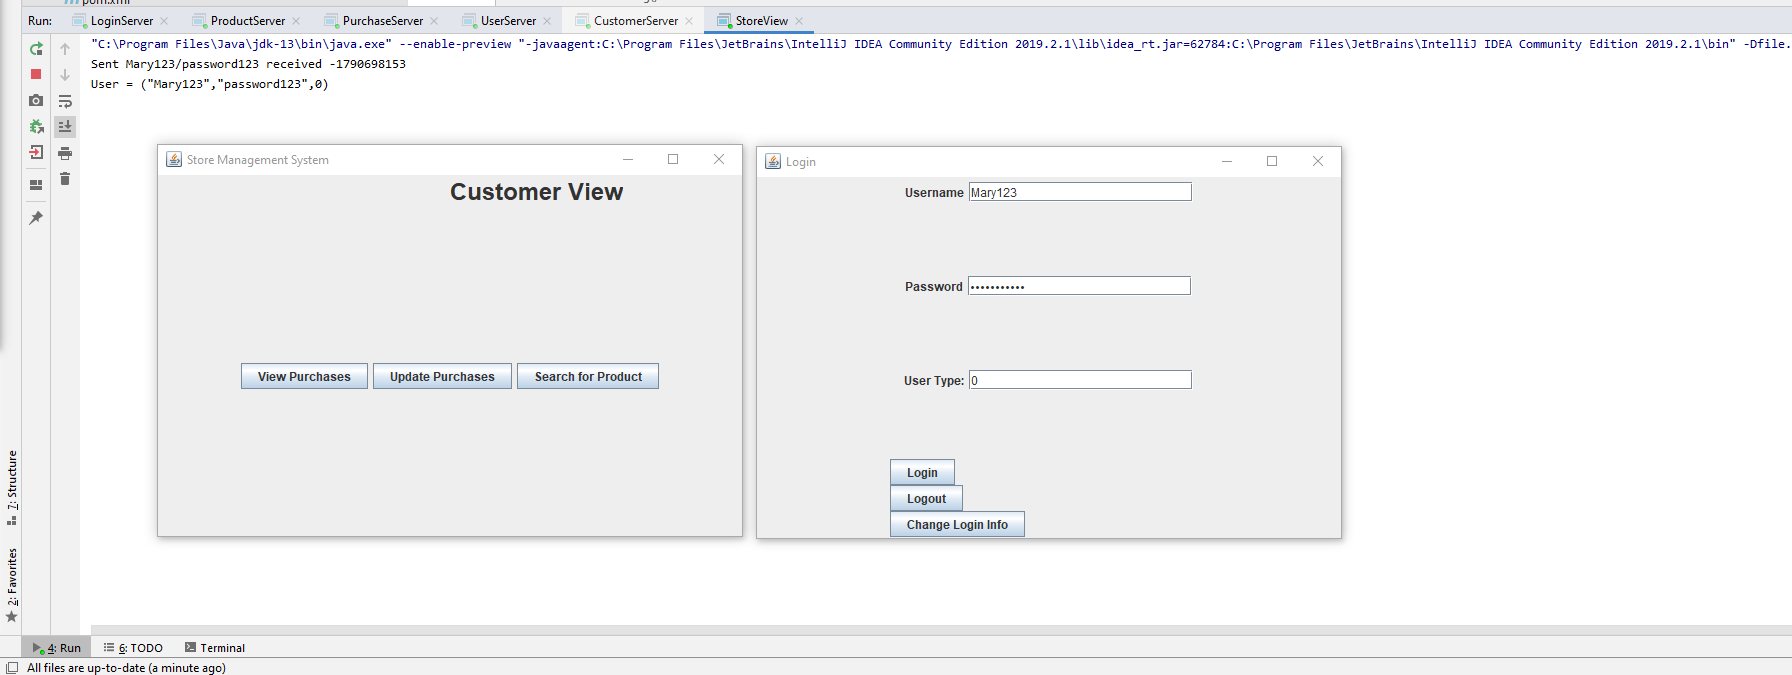 pom.xml
Run: LoginServer ProductServer PurchaseServer UserServer CustomerServer StoreView
"C:\Program Files\Java\jdk-13\bin\java.exe" --enable-preview "-javaagent:C:\Program Files\JetBrains\IntelliJ IDEA Community Edition 2019.2.1\lib\idea_rt.jar=62784:C:\Program Files\JetBrains\IntelliJ IDEA Community Edition 2019.2.1\bin" -Dfile.
Sent Mary123/password123 received -1790698153
User = ("Mary123","password123",0)
Store Management System
Customer View
View Purchases Update Purchases Search for Product
Login
Username Mary123
Password •••••••••••
User Type: 0
Login
Logout
Change Login Info
7: Structure
2: Favorites
4: Run 6: TODO Terminal
All files are up-to-date (a minute ago)